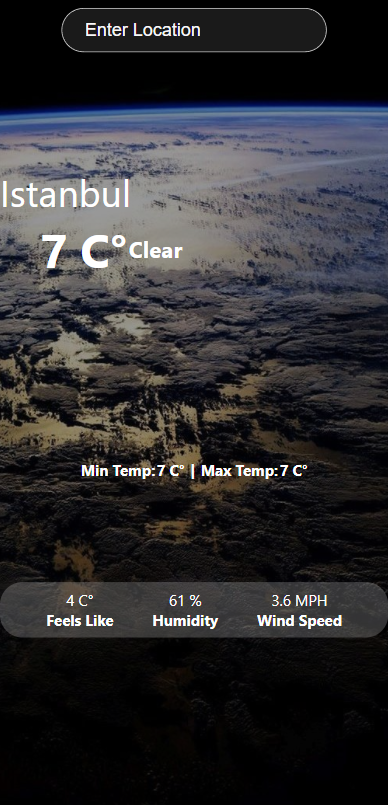 Enter Location
Istanbul
7 C° Clear
Min Temp:7 C° | Max Temp:7 C°
4 C° 61 % 3.6 MPH
Feels Like Humidity Wind Speed